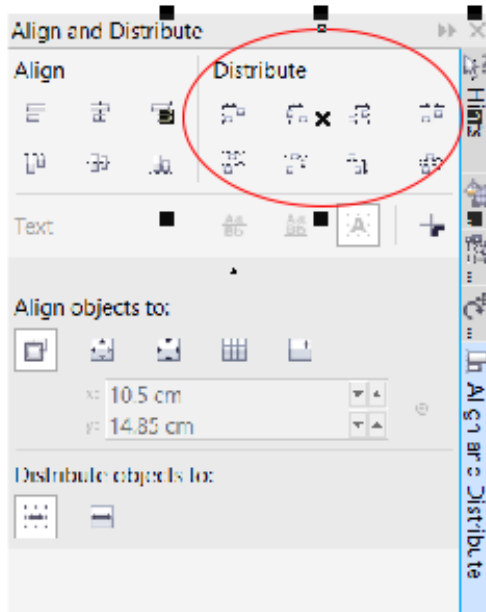 Align and Distribute
Align
Distribute
Text
Align objects to:
x: 10.5 cm
y: 14.85 cm
Distribute objects to:
Hints
Align and Distribute